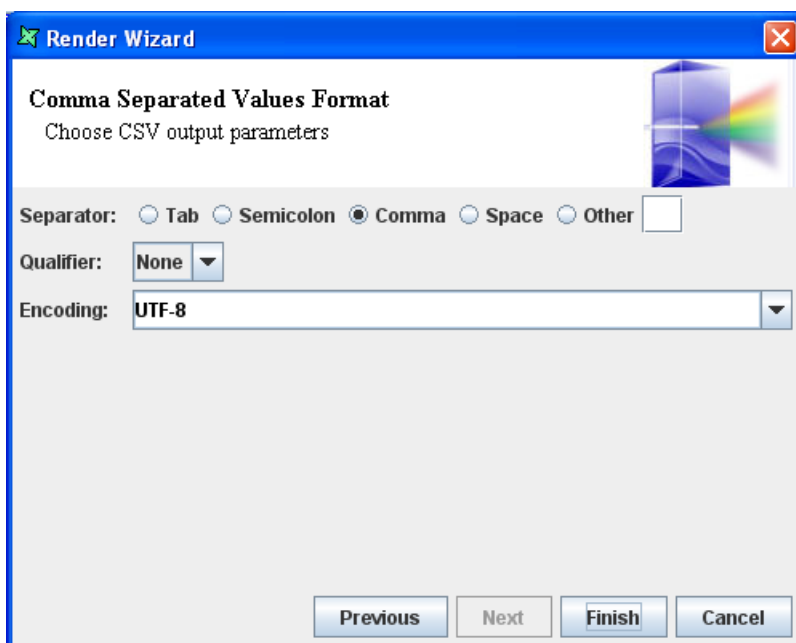 Render Wizard
Comma Separated Values Format
Choose CSV output parameters
Separator: Tab Semicolon Comma Space Other
Qualifier: None
Encoding: UTF-8
Previous Next Finish Cancel